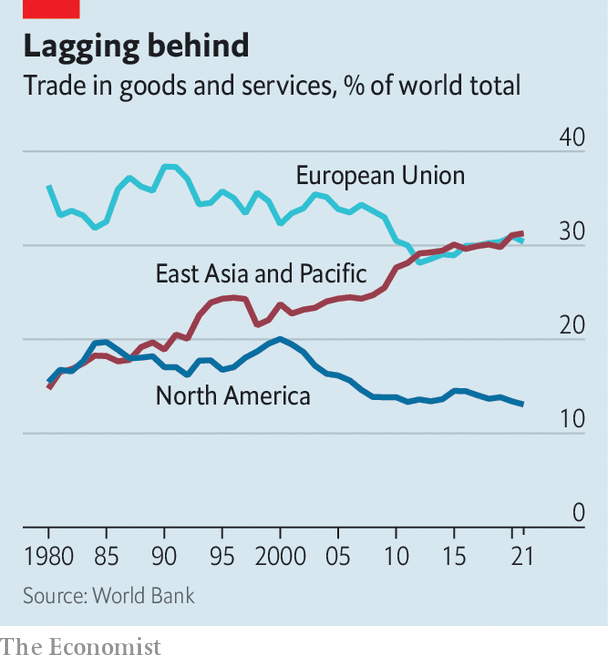 Lagging behind
Trade in goods and services, % of world total
40
European Union
30
East Asia and Pacific
20
North America
10
0
1980 85 90 95 2000 05 10 15 21
Source: World Bank
The Economist